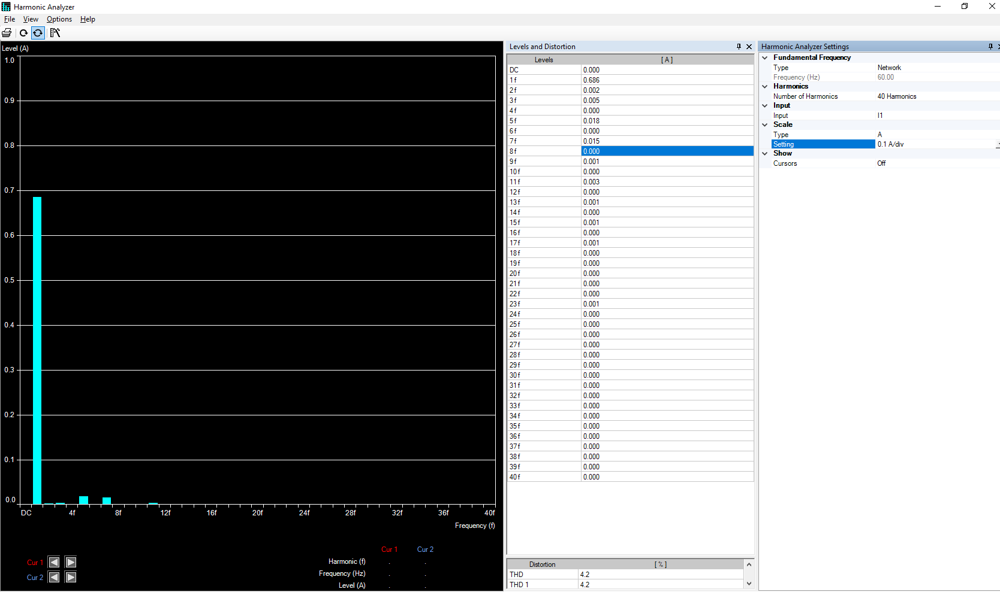 Harmonic Analyzer
File View Options Help
Level (A)
1.0
0.9
0.8
0.7
0.6
0.5
0.4
0.3
0.2
0.1
0.0
DC 4f 8f 12f 16f 20f 24f 28f 32f 36f 40f
Frequency (f)
Cur 1 Cur 2
Harmonic (f) . .
Frequency (Hz) . .
Level (A) . .
Cur 1
Cur 2
Levels and Distortion
Levels [ A ]
DC 0.000
1f 0.686
2f 0.002
3f 0.005
4f 0.000
5f 0.018
6f 0.000
7f 0.015
8f 0.000
9f 0.001
10f 0.000
11f 0.003
12f 0.000
13f 0.001
14f 0.000
15f 0.001
16f 0.000
17f 0.001
18f 0.000
19f 0.000
20f 0.000
21f 0.000
22f 0.000
23f 0.001
24f 0.000
25f 0.000
26f 0.000
27f 0.000
28f 0.000
29f 0.000
30f 0.000
31f 0.000
32f 0.000
33f 0.000
34f 0.000
35f 0.000
36f 0.000
37f 0.000
38f 0.000
39f 0.000
40f 0.000
Distortion [ % ]
THD 4.2
THD 1 4.2
Harmonic Analyzer Settings
Fundamental Frequency
Type Network
Frequency (Hz) 60.00
Harmonics
Number of Harmonics 40 Harmonics
Input
Input I1
Scale
Type A
Setting 0.1 A/div
Show
Cursors Off